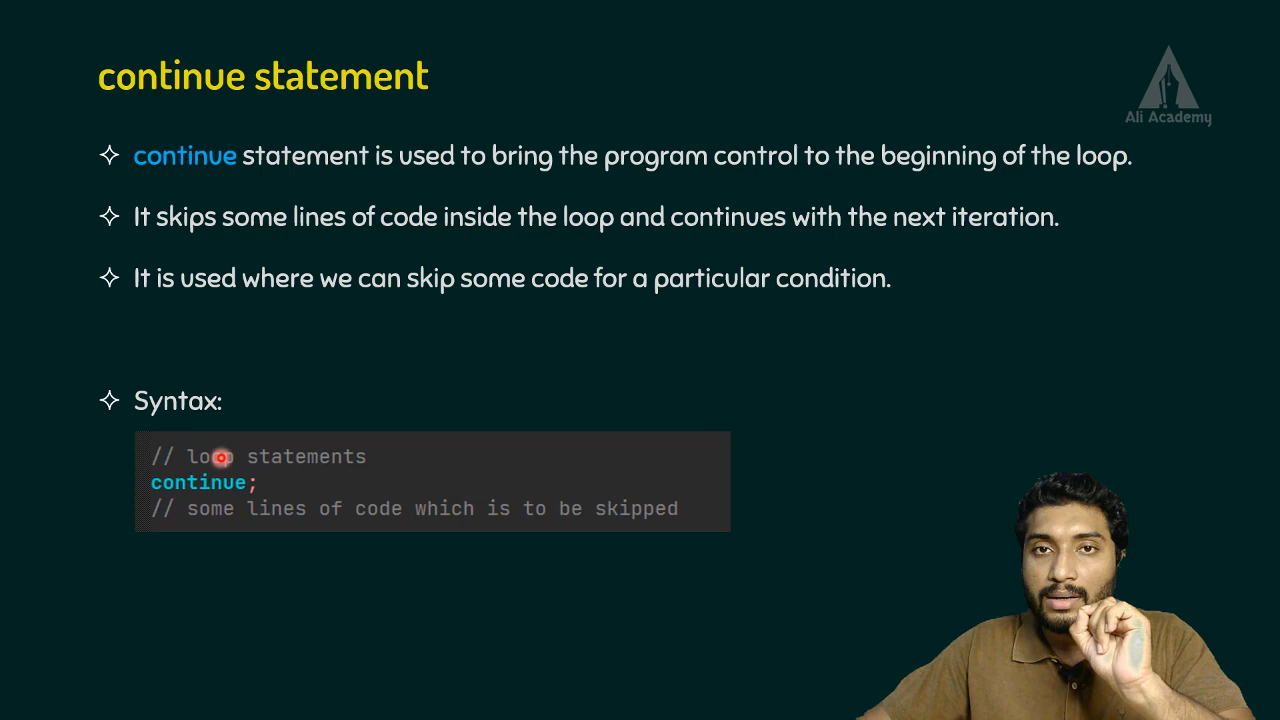 continue statement
Ali Academy
continue statement is used to bring the program control to the beginning of the loop.
It skips some lines of code inside the loop and continues with the next iteration.
It is used where we can skip some code for a particular condition.
Syntax:
// loop statements
continue;
// some lines of code which is to be skipped